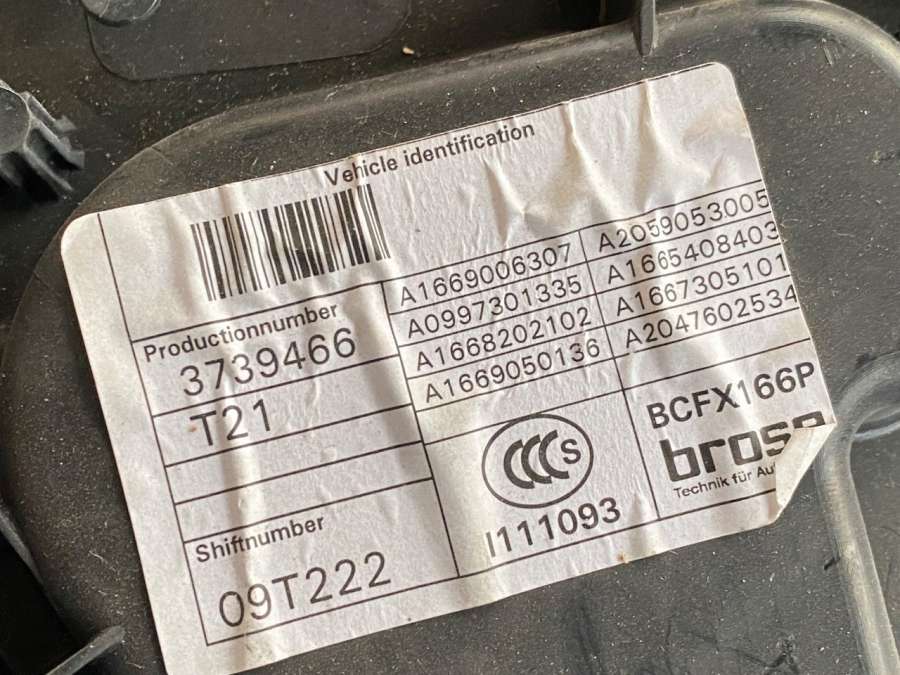 Vehicle identification
Productionnumber
3739466
T21
Shiftnumber
09T222
A1669006307 A2059053005
A0997301335 A1665408403
A1668202102 A1667305101
A1669050136 A2047602534
CCC S
I111093
BCFX166P
brose
Technik für